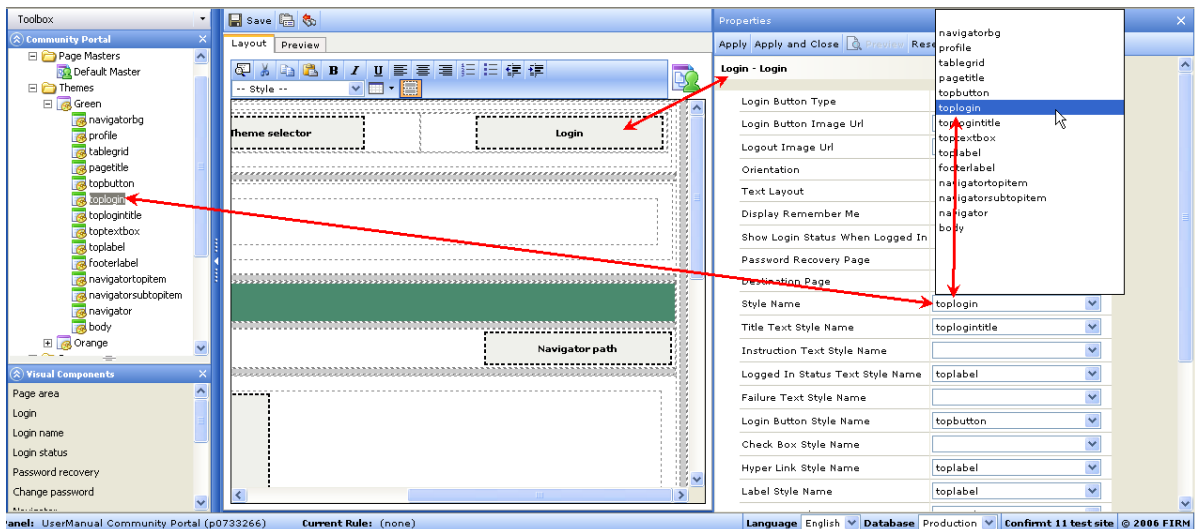 Toolbox
Community Portal
Page Masters
Default Master
Themes
Green
navigatorbg
profile
tablegrid
pagetitle
topbutton
toplogin
toplogintitle
toptextbox
toplabel
footerlabel
navigatortopitem
navigatorsubtopitem
navigator
body
Orange
Visual Components
Page area
Login
Login name
Login status
Password recovery
Change password
Save
Layout Preview
B I U
-- Style --
Theme selector
Login
Navigator path
Properties
Apply Apply and Close Preview Rese
Login - Login
Login Button Type
Login Button Image Url
Logout Image Url
Orientation
Text Layout
Display Remember Me
Show Login Status When Logged In
Password Recovery Page
Destination Page
Style Name toplogin
Title Text Style Name toplogintitle
Instruction Text Style Name
Logged In Status Text Style Name toplabel
Failure Text Style Name
Login Button Style Name topbutton
Check Box Style Name
Hyper Link Style Name toplabel
Label Style Name toplabel
navigatorbg
profile
tablegrid
pagetitle
topbutton
toplogin
toplogintitle
toptextbox
toplabel
footerlabel
navigatortopitem
navigatorsubtopitem
navigator
body
anel: UserManual Community Portal (p0733266) Current Rule: (none) Language English Database Production Confirmt 11 test site © 2006 FIRM